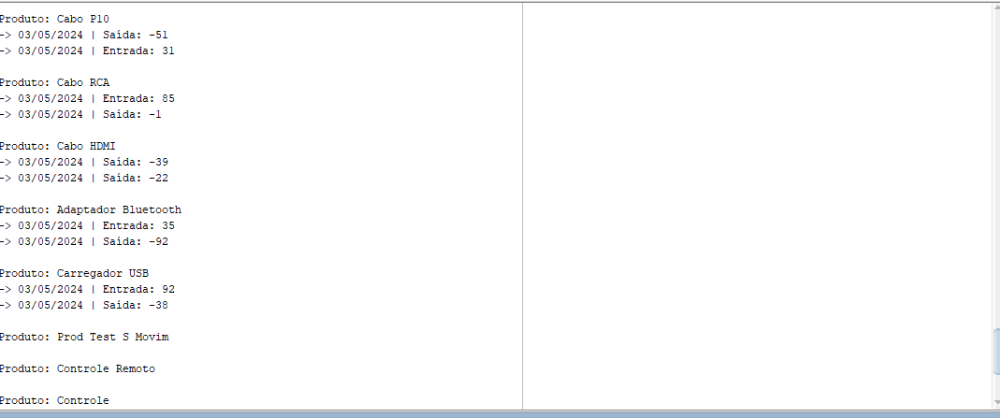 Produto: Cabo P10
-> 03/05/2024 | Saída: -51
-> 03/05/2024 | Entrada: 31
Produto: Cabo RCA
-> 03/05/2024 | Entrada: 85
-> 03/05/2024 | Saída: -1
Produto: Cabo HDMI
-> 03/05/2024 | Saída: -39
-> 03/05/2024 | Saída: -22
Produto: Adaptador Bluetooth
-> 03/05/2024 | Entrada: 35
-> 03/05/2024 | Saída: -92
Produto: Carregador USB
-> 03/05/2024 | Entrada: 92
-> 03/05/2024 | Saída: -38
Produto: Prod Test S Movim
Produto: Controle Remoto
Produto: Controle